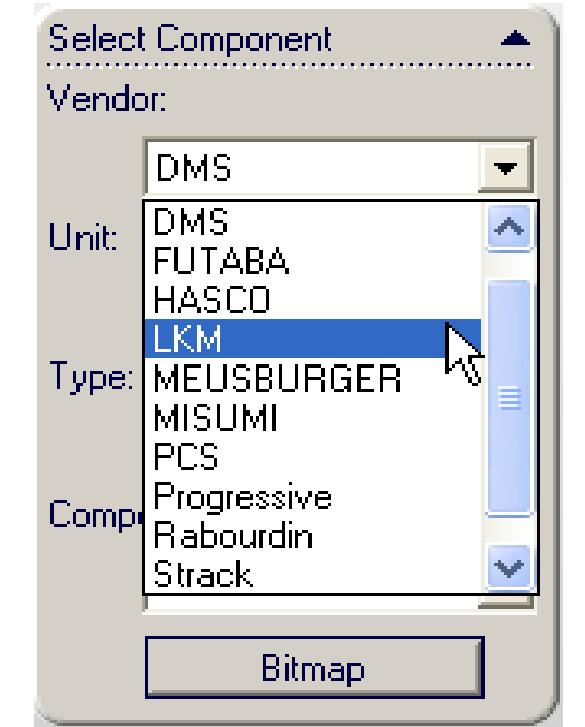 Select Component
Vendor:
DMS
Unit:
DMS
FUTABA
HASCO
LKM
Type:
MEUSBURGER
MISUMI
PCS
Progressive
Rabourdin
Strack
Bitmap